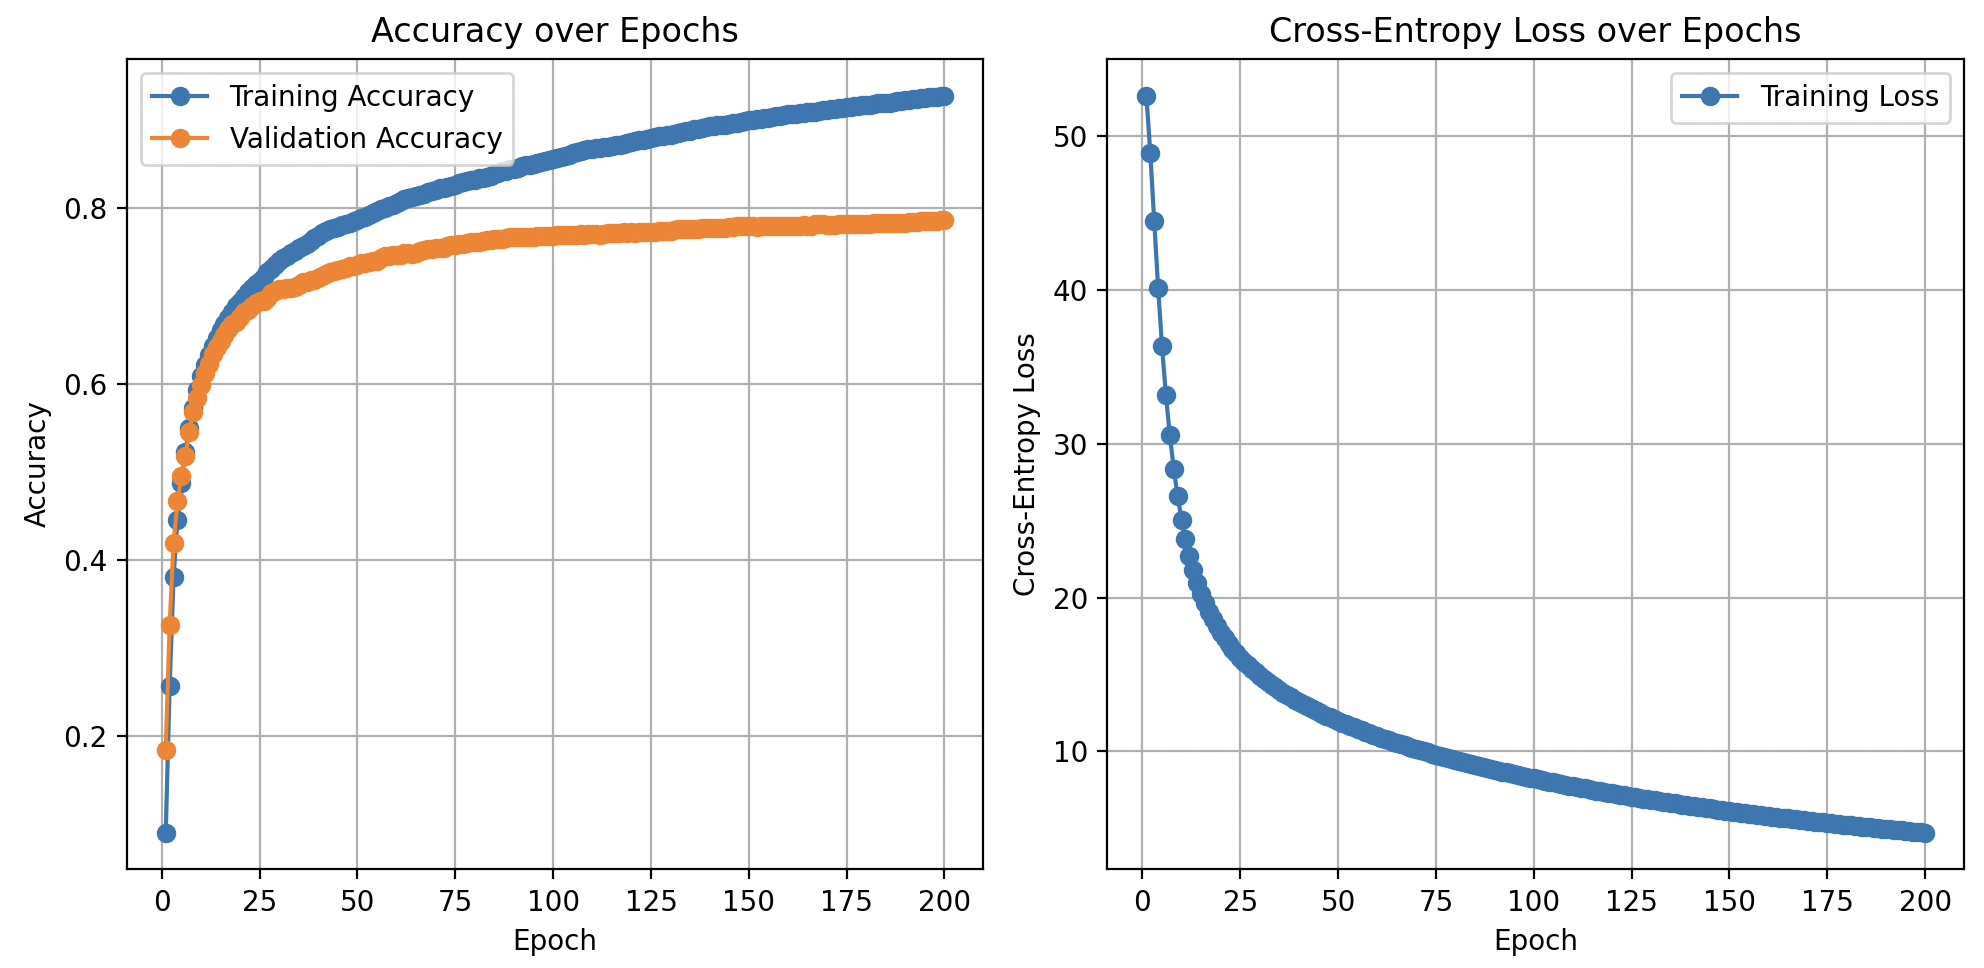 Accuracy over Epochs
Training Accuracy
Validation Accuracy
0.8
0.6
0.4
0.2
Accuracy
0 25 50 75 100 125 150 175 200
Epoch
Cross-Entropy Loss over Epochs
Training Loss
50
40
30
20
10
Cross-Entropy Loss
0 25 50 75 100 125 150 175 200
Epoch